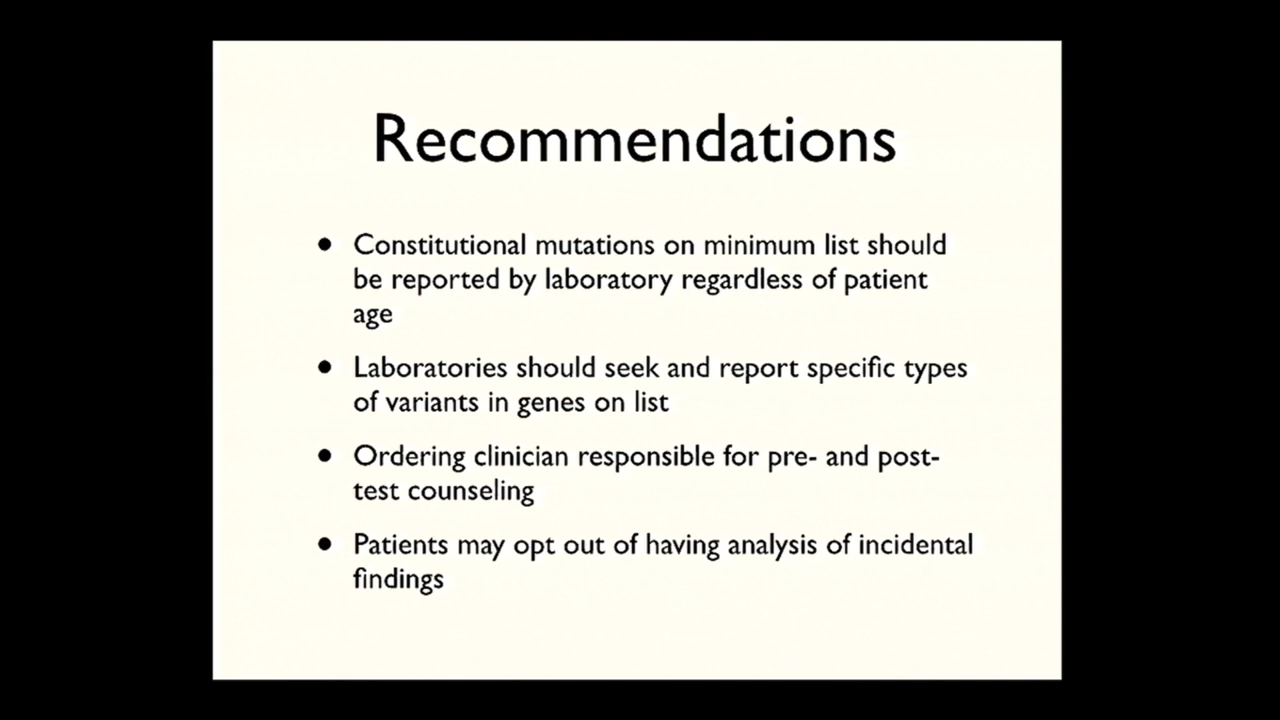 Recommendations
• Constitutional mutations on minimum list should
be reported by laboratory regardless of patient
age
• Laboratories should seek and report specific types
of variants in genes on list
• Ordering clinician responsible for pre- and post-
test counseling
• Patients may opt out of having analysis of incidental
findings